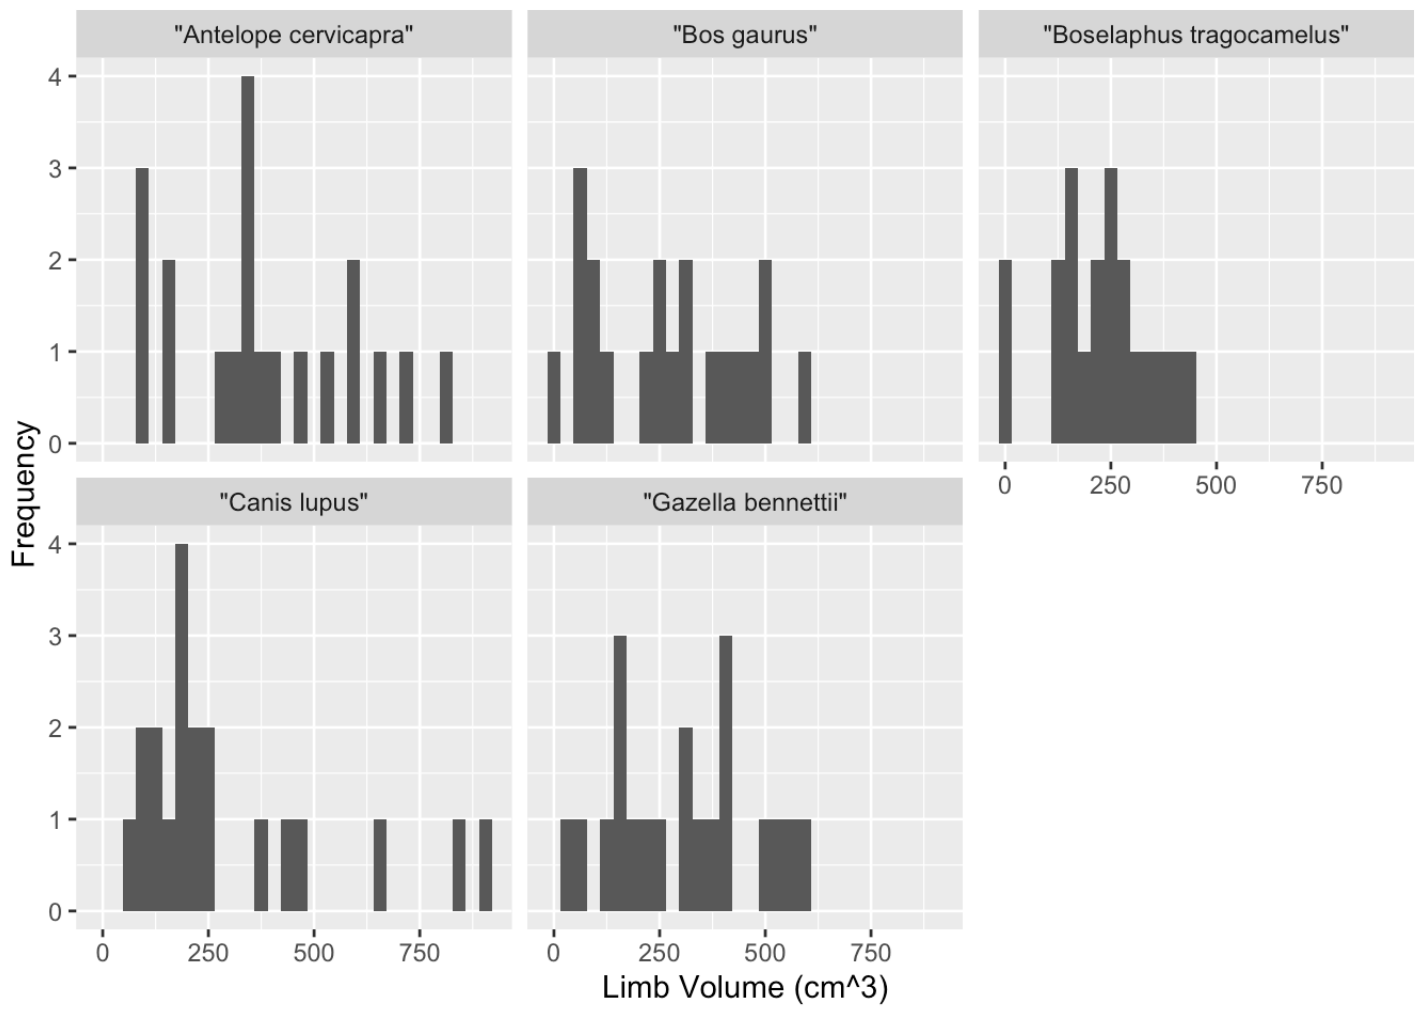 "Antelope cervicapra" "Bos gaurus" "Boselaphus tragocamelus"
4
3
2
1
0
0 250 500 750
Frequency
"Canis lupus" "Gazella bennettii"
4
3
2
1
0
0 250 500 750 0 250 500 750
Limb Volume (cm^3)